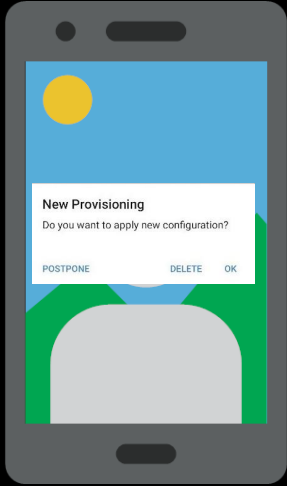 New Provisioning
Do you want to apply new configuration?
POSTPONE DELETE OK